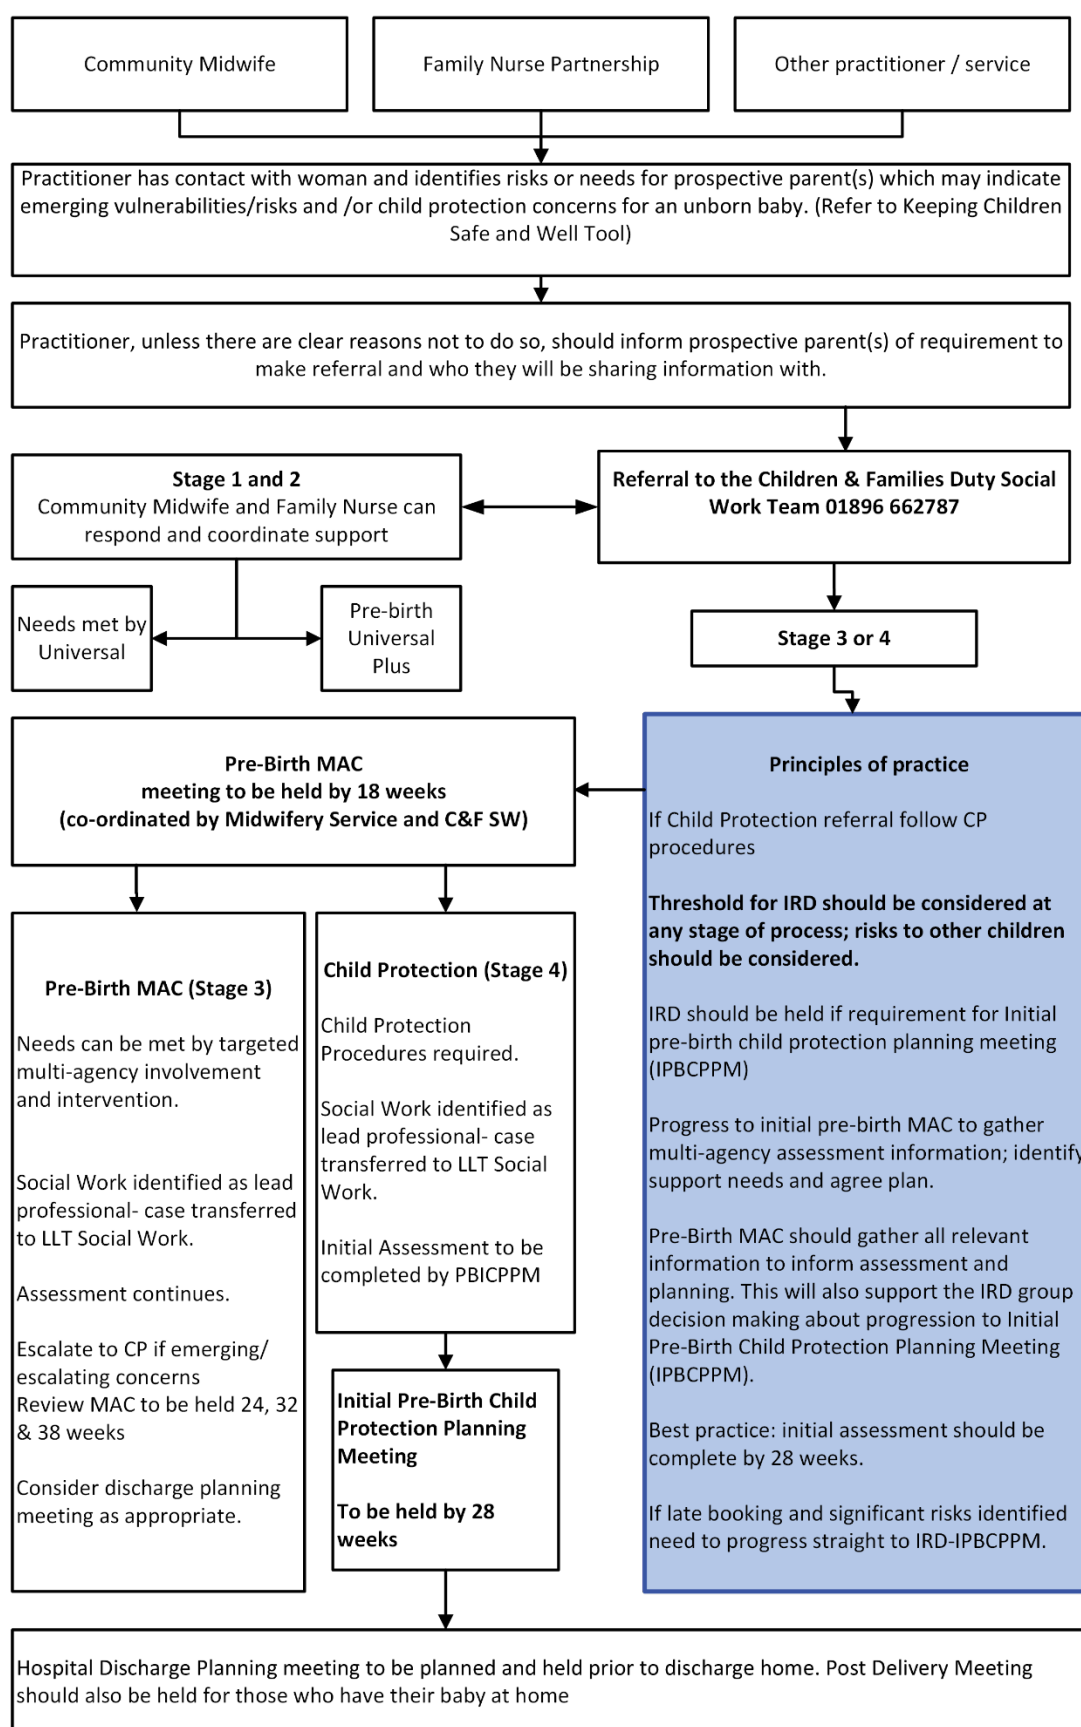 Community Midwife
Family Nurse Partnership
Other practitioner / service
Practitioner has contact with woman and identifies risks or needs for prospective parent(s) which may indicate
emerging vulnerabilities/risks and /or child protection concerns for an unborn baby. (Refer to Keeping Children
Safe and Well Tool)
Practitioner, unless there are clear reasons not to do so, should inform prospective parent(s) of requirement to
make referral and who they will be sharing information with.
Stage 1 and 2
Community Midwife and Family Nurse can
respond and coordinate support
Referral to the Children & Families Duty Social
Work Team 01896 662787
Needs met by
Universal
Pre-birth
Universal
Plus
Stage 3 or 4
Pre-Birth MAC
meeting to be held by 18 weeks
(co-ordinated by Midwifery Service and C&F SW)
Principles of practice
If Child Protection referral follow CP
procedures
Threshold for IRD should be considered at
any stage of process; risks to other children
should be considered.
IRD should be held if requirement for Initial
pre-birth child protection planning meeting
(IPBCPPM)
Progress to initial pre-birth MAC to gather
multi-agency assessment information; identify
support needs and agree plan.
Pre-Birth MAC should gather all relevant
information to inform assessment and
planning. This will also support the IRD group
decision making about progression to Initial
Pre-Birth Child Protection Planning Meeting
(IPBCPPM).
Best practice: initial assessment should be
complete by 28 weeks.
If late booking and significant risks identified
need to progress straight to IRD-IPBCPPM.
Pre-Birth MAC (Stage 3)
Needs can be met by targeted
multi-agency involvement
and intervention.
Social Work identified as lead
professional- case transferred
to LLT Social Work.
Assessment continues.
Escalate to CP if emerging/
escalating concerns
Review MAC to be held 24, 32
& 38 weeks
Consider discharge planning
meeting as appropriate.
Child Protection (Stage 4)
Child Protection
Procedures required.
Social Work identified as
lead professional- case
transferred to LLT Social
Work.
Initial Assessment to be
completed by PBICPPM
Initial Pre-Birth Child
Protection Planning
Meeting
To be held by 28
weeks
Hospital Discharge Planning meeting to be planned and held prior to discharge home. Post Delivery Meeting
should also be held for those who have their baby at home